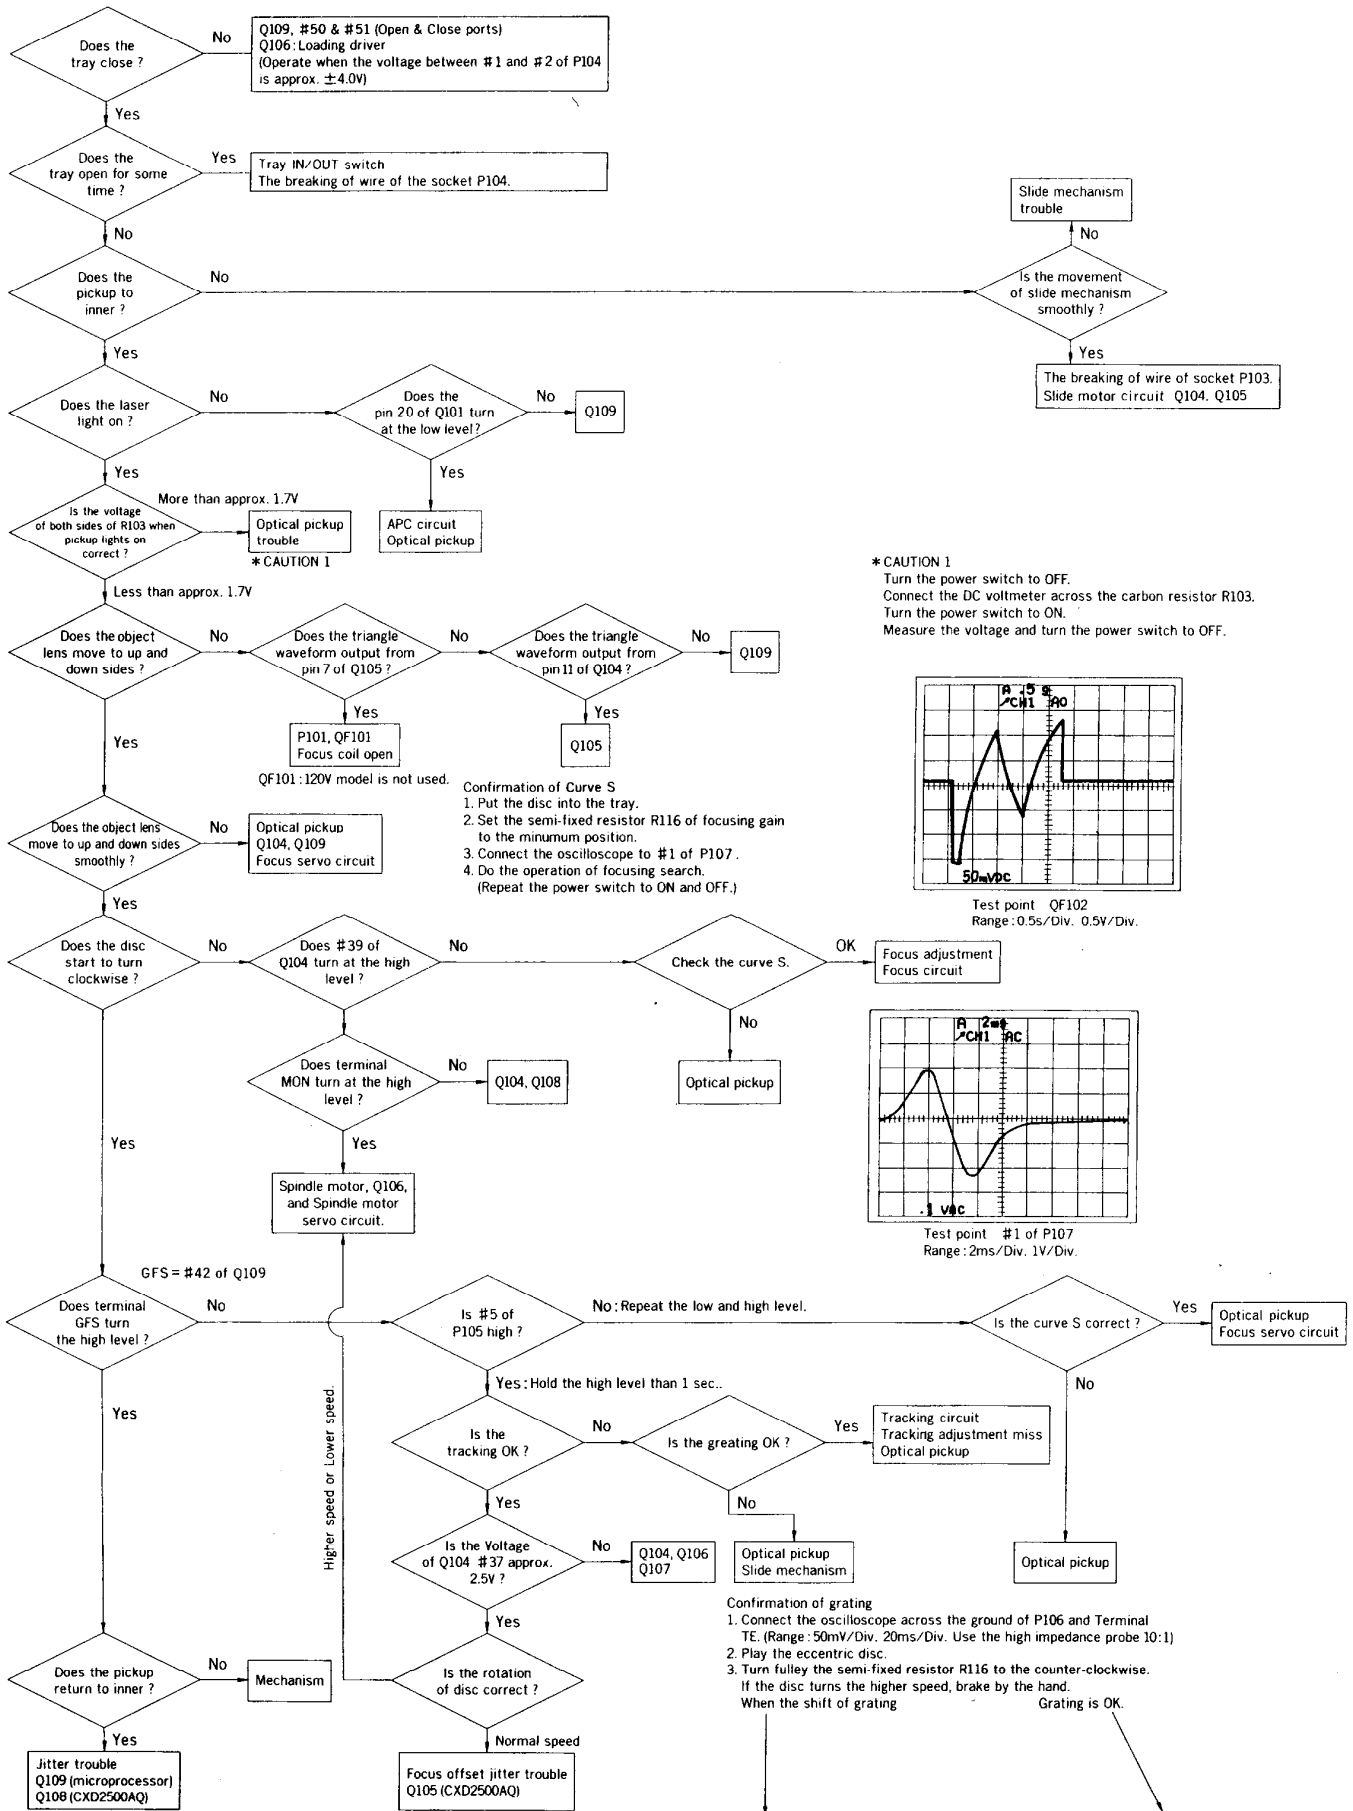 Does the
tray close ?
No
Q109, #50 & #51 (Open & Close ports)
Q106: Loading driver
(Operate when the voltage between #1 and #2 of P104
is approx. ±4.0V)
Yes
Does the
tray open for some
time ?
Yes
Tray IN/OUT switch
The breaking of wire of the socket P104.
No
Does the
pickup to
inner ?
No
Slide mechanism
trouble
No
Is the movement
of slide mechanism
smoothly ?
Yes
The breaking of wire of socket P103.
Slide motor circuit Q104. Q105
Yes
Does the laser
light on ?
No
Does the
pin 20 of Q101 turn
at the low level?
No
Q109
Yes
APC circuit
Optical pickup
Yes
Is the voltage
of both sides of R103 when
pickup lights on
correct ?
More than approx. 1.7V
Optical pickup
trouble
* CAUTION 1
Less than approx. 1.7V
* CAUTION 1
Turn the power switch to OFF.
Connect the DC voltmeter across the carbon resistor R103.
Turn the power switch to ON.
Measure the voltage and turn the power switch to OFF.
Does the object
lens move to up and
down sides ?
No
Does the triangle
waveform output from
pin 7 of Q105 ?
No
Does the triangle
waveform output from
pin 11 of Q104 ?
No
Q109
Yes
P101, QF101
Focus coil open
QF101 : 120V model is not used.
Yes
Q105
Yes
Confirmation of Curve S
1. Put the disc into the tray.
2. Set the semi-fixed resistor R116 of focusing gain
to the minumum position.
3. Connect the oscilloscope to #1 of P107 .
4. Do the operation of focusing search.
(Repeat the power switch to ON and OFF.)
A .5 s
CH1 AO
50mVDC
Test point QF102
Range : 0.5s/Div. 0.5V/Div.
Does the object lens
move to up and down sides
smoothly ?
No
Optical pickup
Q104, Q109
Focus servo circuit
Does the disc
start to turn
clockwise ?
No
Does #39 of
Q104 turn at the high
level ?
No
Check the curve S.
OK
Focus adjustment
Focus circuit
No
Optical pickup
Does terminal
MON turn at the high
level ?
No
Q104, Q108
Yes
Spindle motor, Q106,
and Spindle motor
servo circuit.
Yes
A 2ms
CH1 AC
.1 VAC
Test point #1 of P107
Range : 2ms/Div. 1V/Div.
GFS = #42 of Q109
Does terminal
GFS turn
the high level ?
No
Is #5 of
P105 high ?
No : Repeat the low and high level.
Is the curve S correct ?
Yes
Optical pickup
Focus servo circuit
No
Optical pickup
Yes : Hold the high level than 1 sec..
Yes
Higher speed or Lower speed.
Is the
tracking OK ?
No
Is the greating OK ?
Yes
Tracking circuit
Tracking adjustment miss
Optical pickup
No
Optical pickup
Slide mechanism
Yes
Is the Voltage
of Q104 #37 approx.
2.5V ?
No
Q104, Q106
Q107
Yes
Is the rotation
of disc correct ?
Normal speed
Focus offset jitter trouble
Q105 (CXD2500AQ)
Does the pickup
return to inner ?
No
Mechanism
Yes
Jitter trouble
Q109 (microprocessor)
Q108 (CXD2500AQ)
Confirmation of grating
1. Connect the oscilloscope across the ground of P106 and Terminal
TE. (Range : 50mV/Div. 20ms/Div. Use the high impedance probe 10:1)
2. Play the eccentric disc.
3. Turn fulley the semi-fixed resistor R116 to the counter-clockwise.
If the disc turns the higher speed, brake by the hand.
When the shift of grating
Grating is OK.